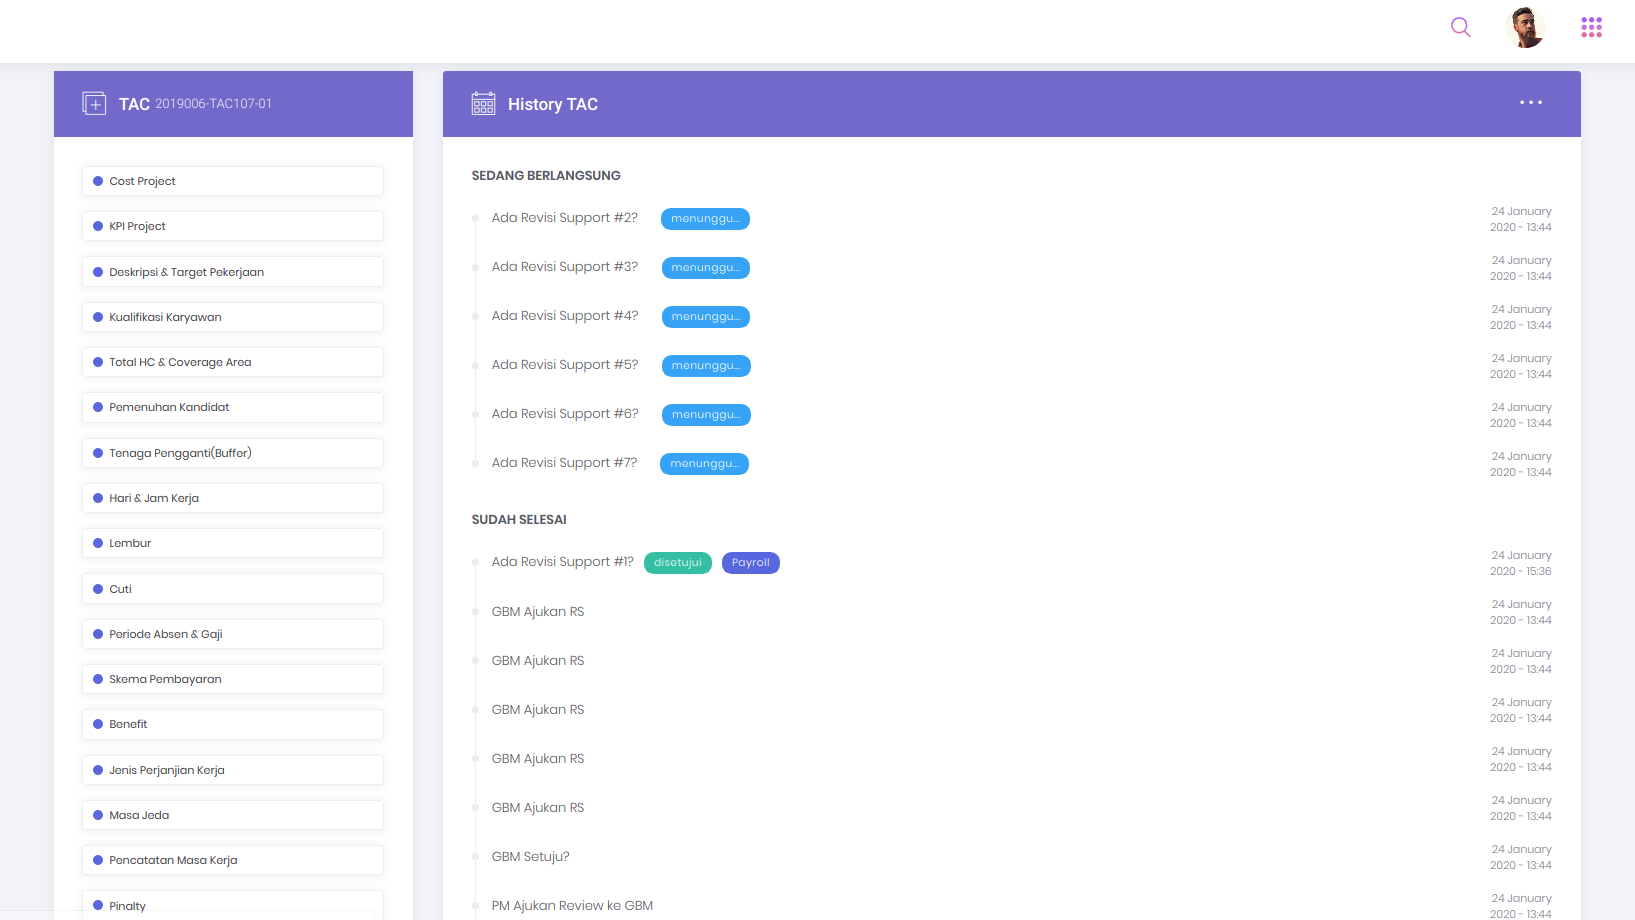 TAC 2019006-TAC107-01
Cost Project
KPI Project
Deskripsi & Target Pekerjaan
Kualifikasi Karyawan
Total HC & Coverage Area
Pemenuhan Kandidat
Tenaga Pengganti(Buffer)
Hari & Jam Kerja
Lembur
Cuti
Periode Absen & Gaji
Skema Pembayaran
Benefit
Jenis Perjanjian Kerja
Masa Jeda
Pencatatan Masa Kerja
Pinalty
History TAC
SEDANG BERLANGSUNG
Ada Revisi Support #2? menunggu...
24 January
2020 - 13:44
Ada Revisi Support #3? menunggu...
24 January
2020 - 13:44
Ada Revisi Support #4? menunggu...
24 January
2020 - 13:44
Ada Revisi Support #5? menunggu...
24 January
2020 - 13:44
Ada Revisi Support #6? menunggu...
24 January
2020 - 13:44
Ada Revisi Support #7? menunggu...
24 January
2020 - 13:44
SUDAH SELESAI
Ada Revisi Support #1? disetujui Payroll
24 January
2020 - 15:36
GBM Ajukan RS
24 January
2020 - 13:44
GBM Ajukan RS
24 January
2020 - 13:44
GBM Ajukan RS
24 January
2020 - 13:44
GBM Ajukan RS
24 January
2020 - 13:44
GBM Ajukan RS
24 January
2020 - 13:44
GBM Setuju?
24 January
2020 - 13:44
PM Ajukan Review ke GBM
24 January
2020 - 13:44